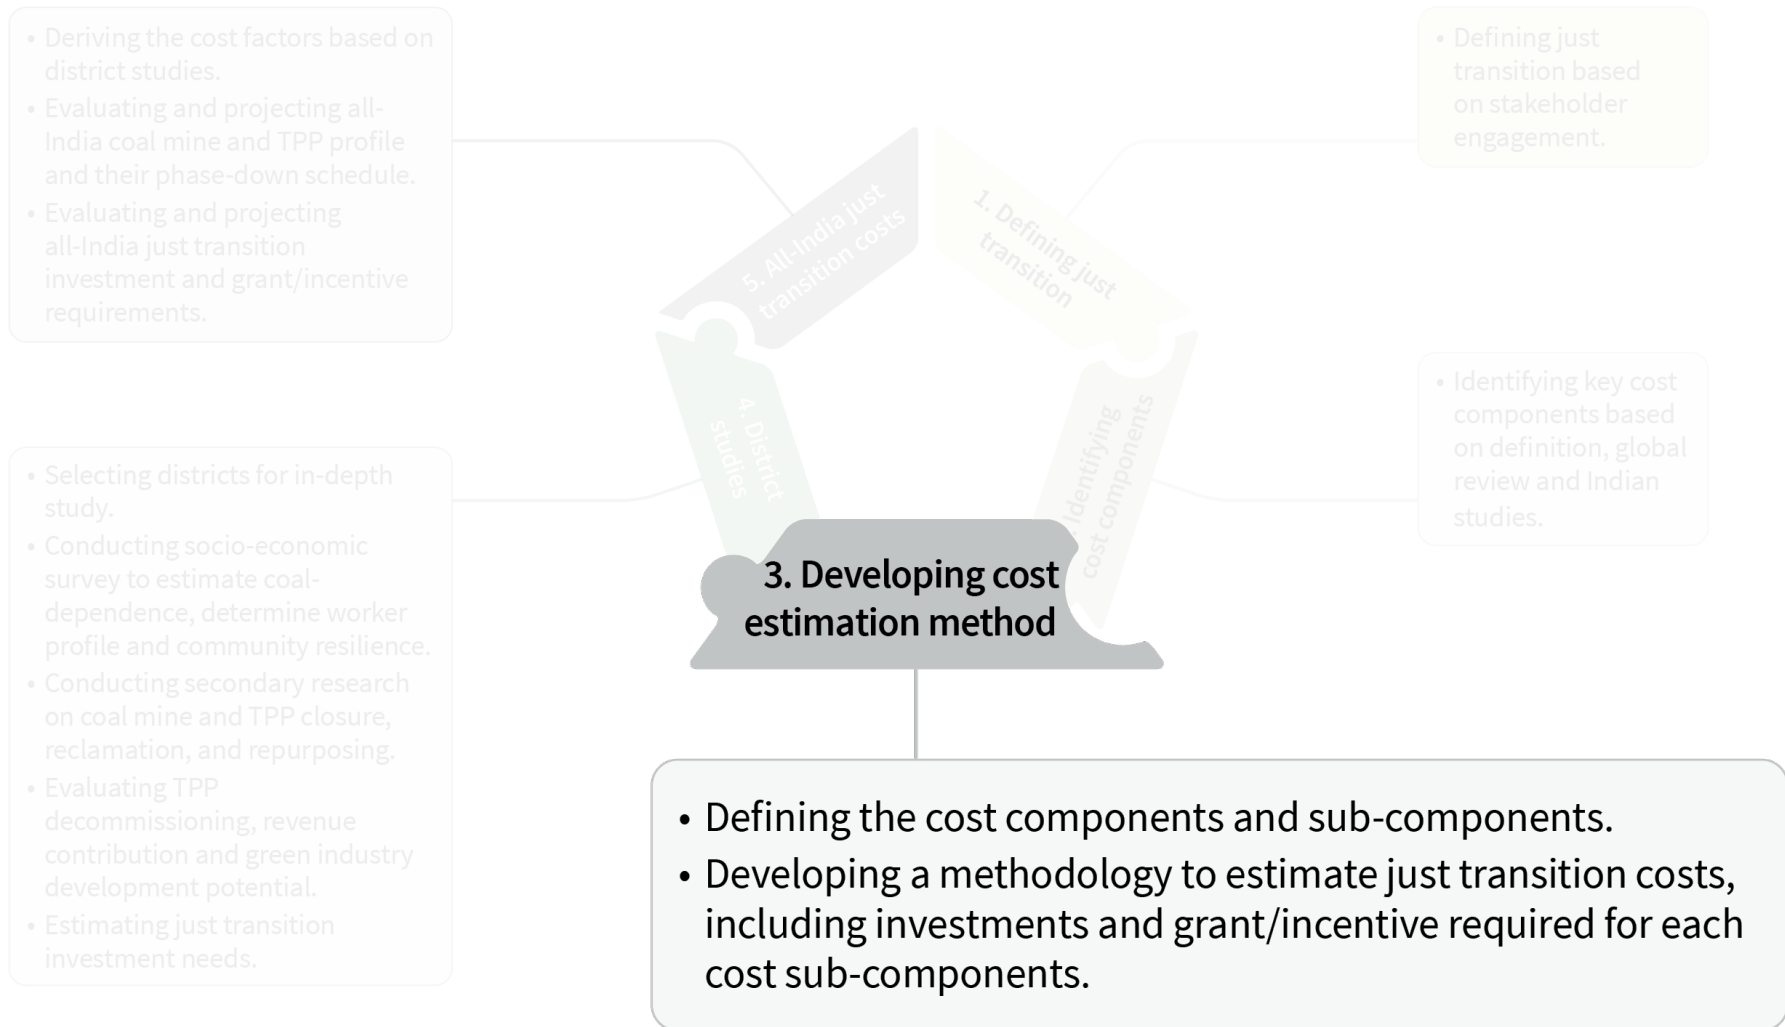 • Deriving the cost factors based on
district studies.
• Evaluating and projecting all-
India coal mine and TPP profile
and their phase-down schedule.
• Evaluating and projecting
all-India just transition
investment and grant/incentive
requirements.
• Defining just
transition based
on stakeholder
engagement.
5. All-India just
transition costs
1. Defining just
transition
• Identifying key cost
components based
on definition, global
review and Indian
studies.
4. District
studies
Identifying
cost components
• Selecting districts for in-depth
study.
• Conducting socio-economic
survey to estimate coal-
dependence, determine worker
profile and community resilience.
• Conducting secondary research
on coal mine and TPP closure,
reclamation, and repurposing.
• Evaluating TPP
decommissioning, revenue
contribution and green industry
development potential.
• Estimating just transition
investment needs.
3. Developing cost
estimation method
• Defining the cost components and sub-components.
• Developing a methodology to estimate just transition costs,
including investments and grant/incentive required for each
cost sub-components.